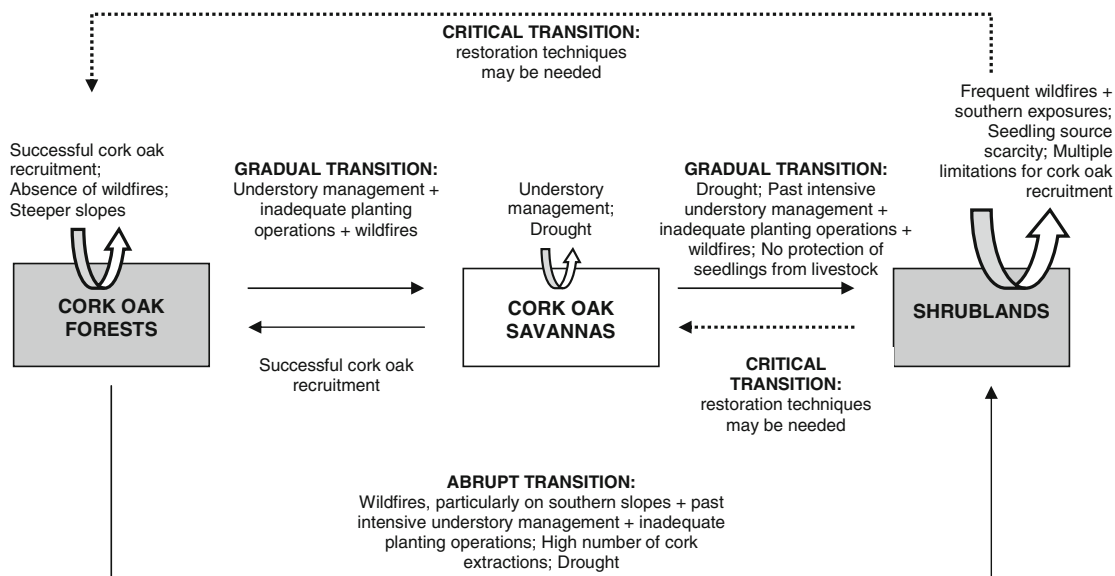 CRITICAL TRANSITION:
restoration techniques
may be needed
Successful cork oak
recruitment;
Absence of wildfires;
Steeper slopes
GRADUAL TRANSITION:
Understory management +
inadequate planting
operations + wildfires
Understory
management;
Drought
GRADUAL TRANSITION:
Drought; Past intensive
understory management +
inadequate planting operations +
wildfires; No protection of
seedlings from livestock
Frequent wildfires +
southern exposures;
Seedling source
scarcity; Multiple
limitations for cork oak
recruitment
CORK OAK
FORESTS
CORK OAK
SAVANNAS
SHRUBLANDS
Successful cork oak
recruitment
CRITICAL
TRANSITION:
restoration techniques
may be needed
ABRUPT TRANSITION:
Wildfires, particularly on southern slopes + past
intensive understory management + inadequate
planting operations; High number of cork
extractions; Drought